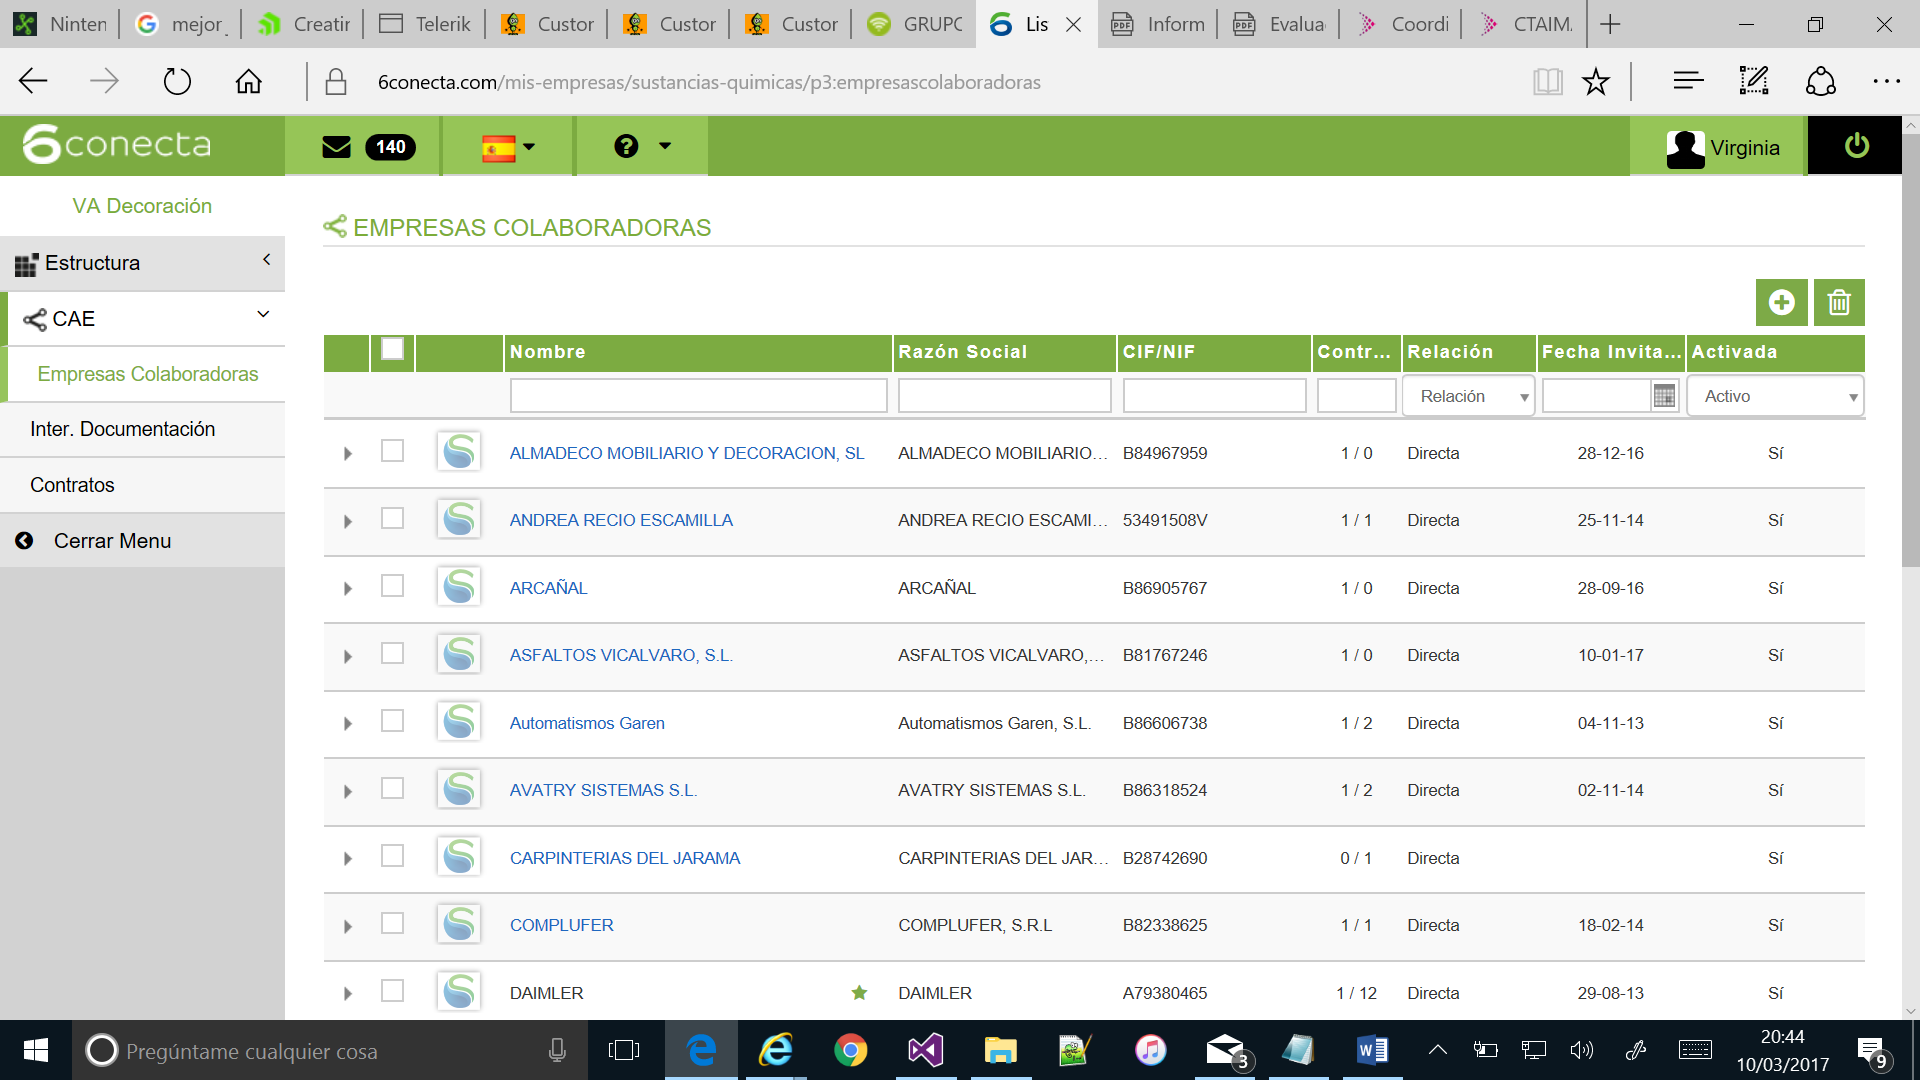 Ninten
mejor
Creatir
Telerik
Custor
Custor
Custor
GRUPC
Lis
Inform
Evalua
Coordi
CTAIM
6conecta.com/mis-empresas/sustancias-quimicas/p3:empresascolaboradoras
6conecta
140
Virginia
VA Decoración
Estructura
CAE
Empresas Colaboradoras
Inter. Documentación
Contratos
Cerrar Menu
EMPRESAS COLABORADORAS
Nombre Razón Social CIF/NIF Contr... Relación Fecha Invita... Activada
Relación Activo
ALMADECO MOBILIARIO Y DECORACION, SL ALMADECO MOBILIARIO... B84967959 1 / 0 Directa 28-12-16 Sí
ANDREA RECIO ESCAMILLA ANDREA RECIO ESCAMI... 53491508V 1 / 1 Directa 25-11-14 Sí
ARCAÑAL ARCAÑAL B86905767 1 / 0 Directa 28-09-16 Sí
ASFALTOS VICALVARO, S.L. ASFALTOS VICALVARO,... B81767246 1 / 0 Directa 10-01-17 Sí
Automatismos Garen Automatismos Garen, S.L. B86606738 1 / 2 Directa 04-11-13 Sí
AVATRY SISTEMAS S.L. AVATRY SISTEMAS S.L. B86318524 1 / 2 Directa 02-11-14 Sí
CARPINTERIAS DEL JARAMA CARPINTERIAS DEL JAR... B28742690 0 / 1 Directa Sí
COMPLUFER COMPLUFER, S.R.L B82338625 1 / 1 Directa 18-02-14 Sí
DAIMLER DAIMLER A79380465 1 / 12 Directa 29-08-13 Sí
Pregúntame cualquier cosa
3
20:44
10/03/2017
9